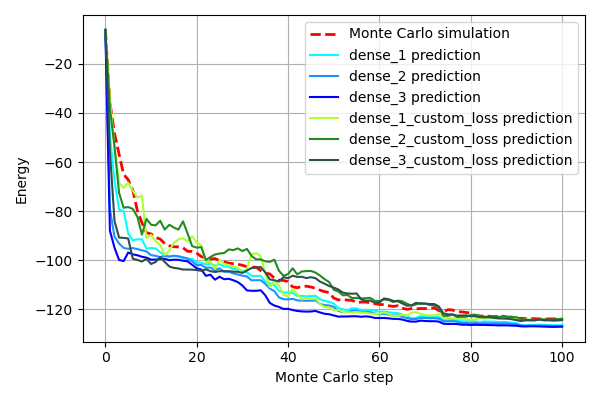 Monte Carlo simulation
dense_1 prediction
dense_2 prediction
dense_3 prediction
dense_1_custom_loss prediction
dense_2_custom_loss prediction
dense_3_custom_loss prediction
Energy
−20
−40
−60
−80
−100
−120
0 20 40 60 80 100
Monte Carlo step